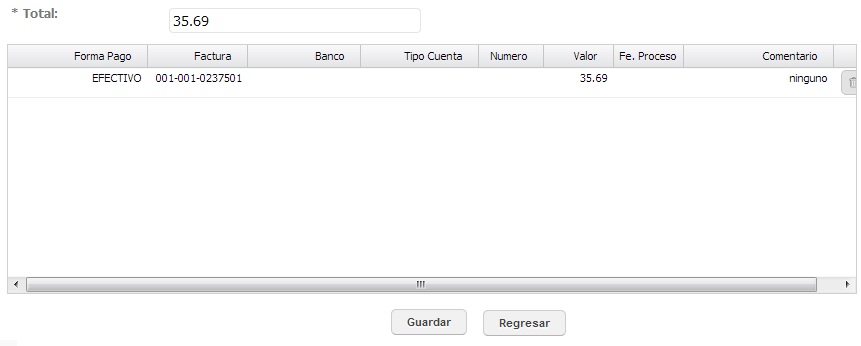 * Total:
35.69
Forma Pago Factura Banco Tipo Cuenta Numero Valor Fe. Proceso Comentario
EFECTIVO 001-001-0237501 35.69 ninguno
Guardar Regresar